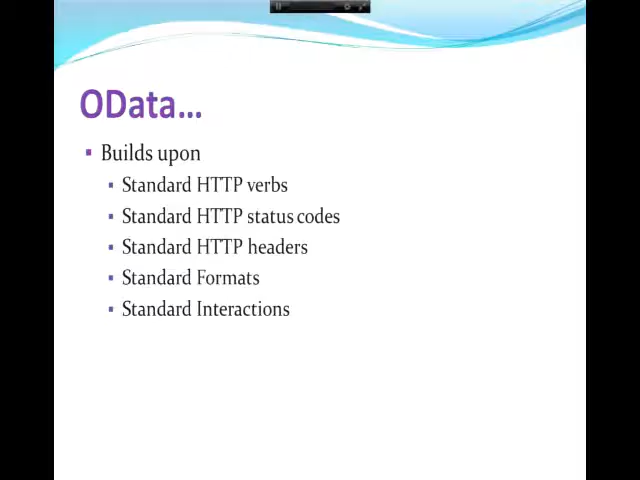 OData...
Builds upon
Standard HTTP verbs
Standard HTTP status codes
Standard HTTP headers
Standard Formats
Standard Interactions